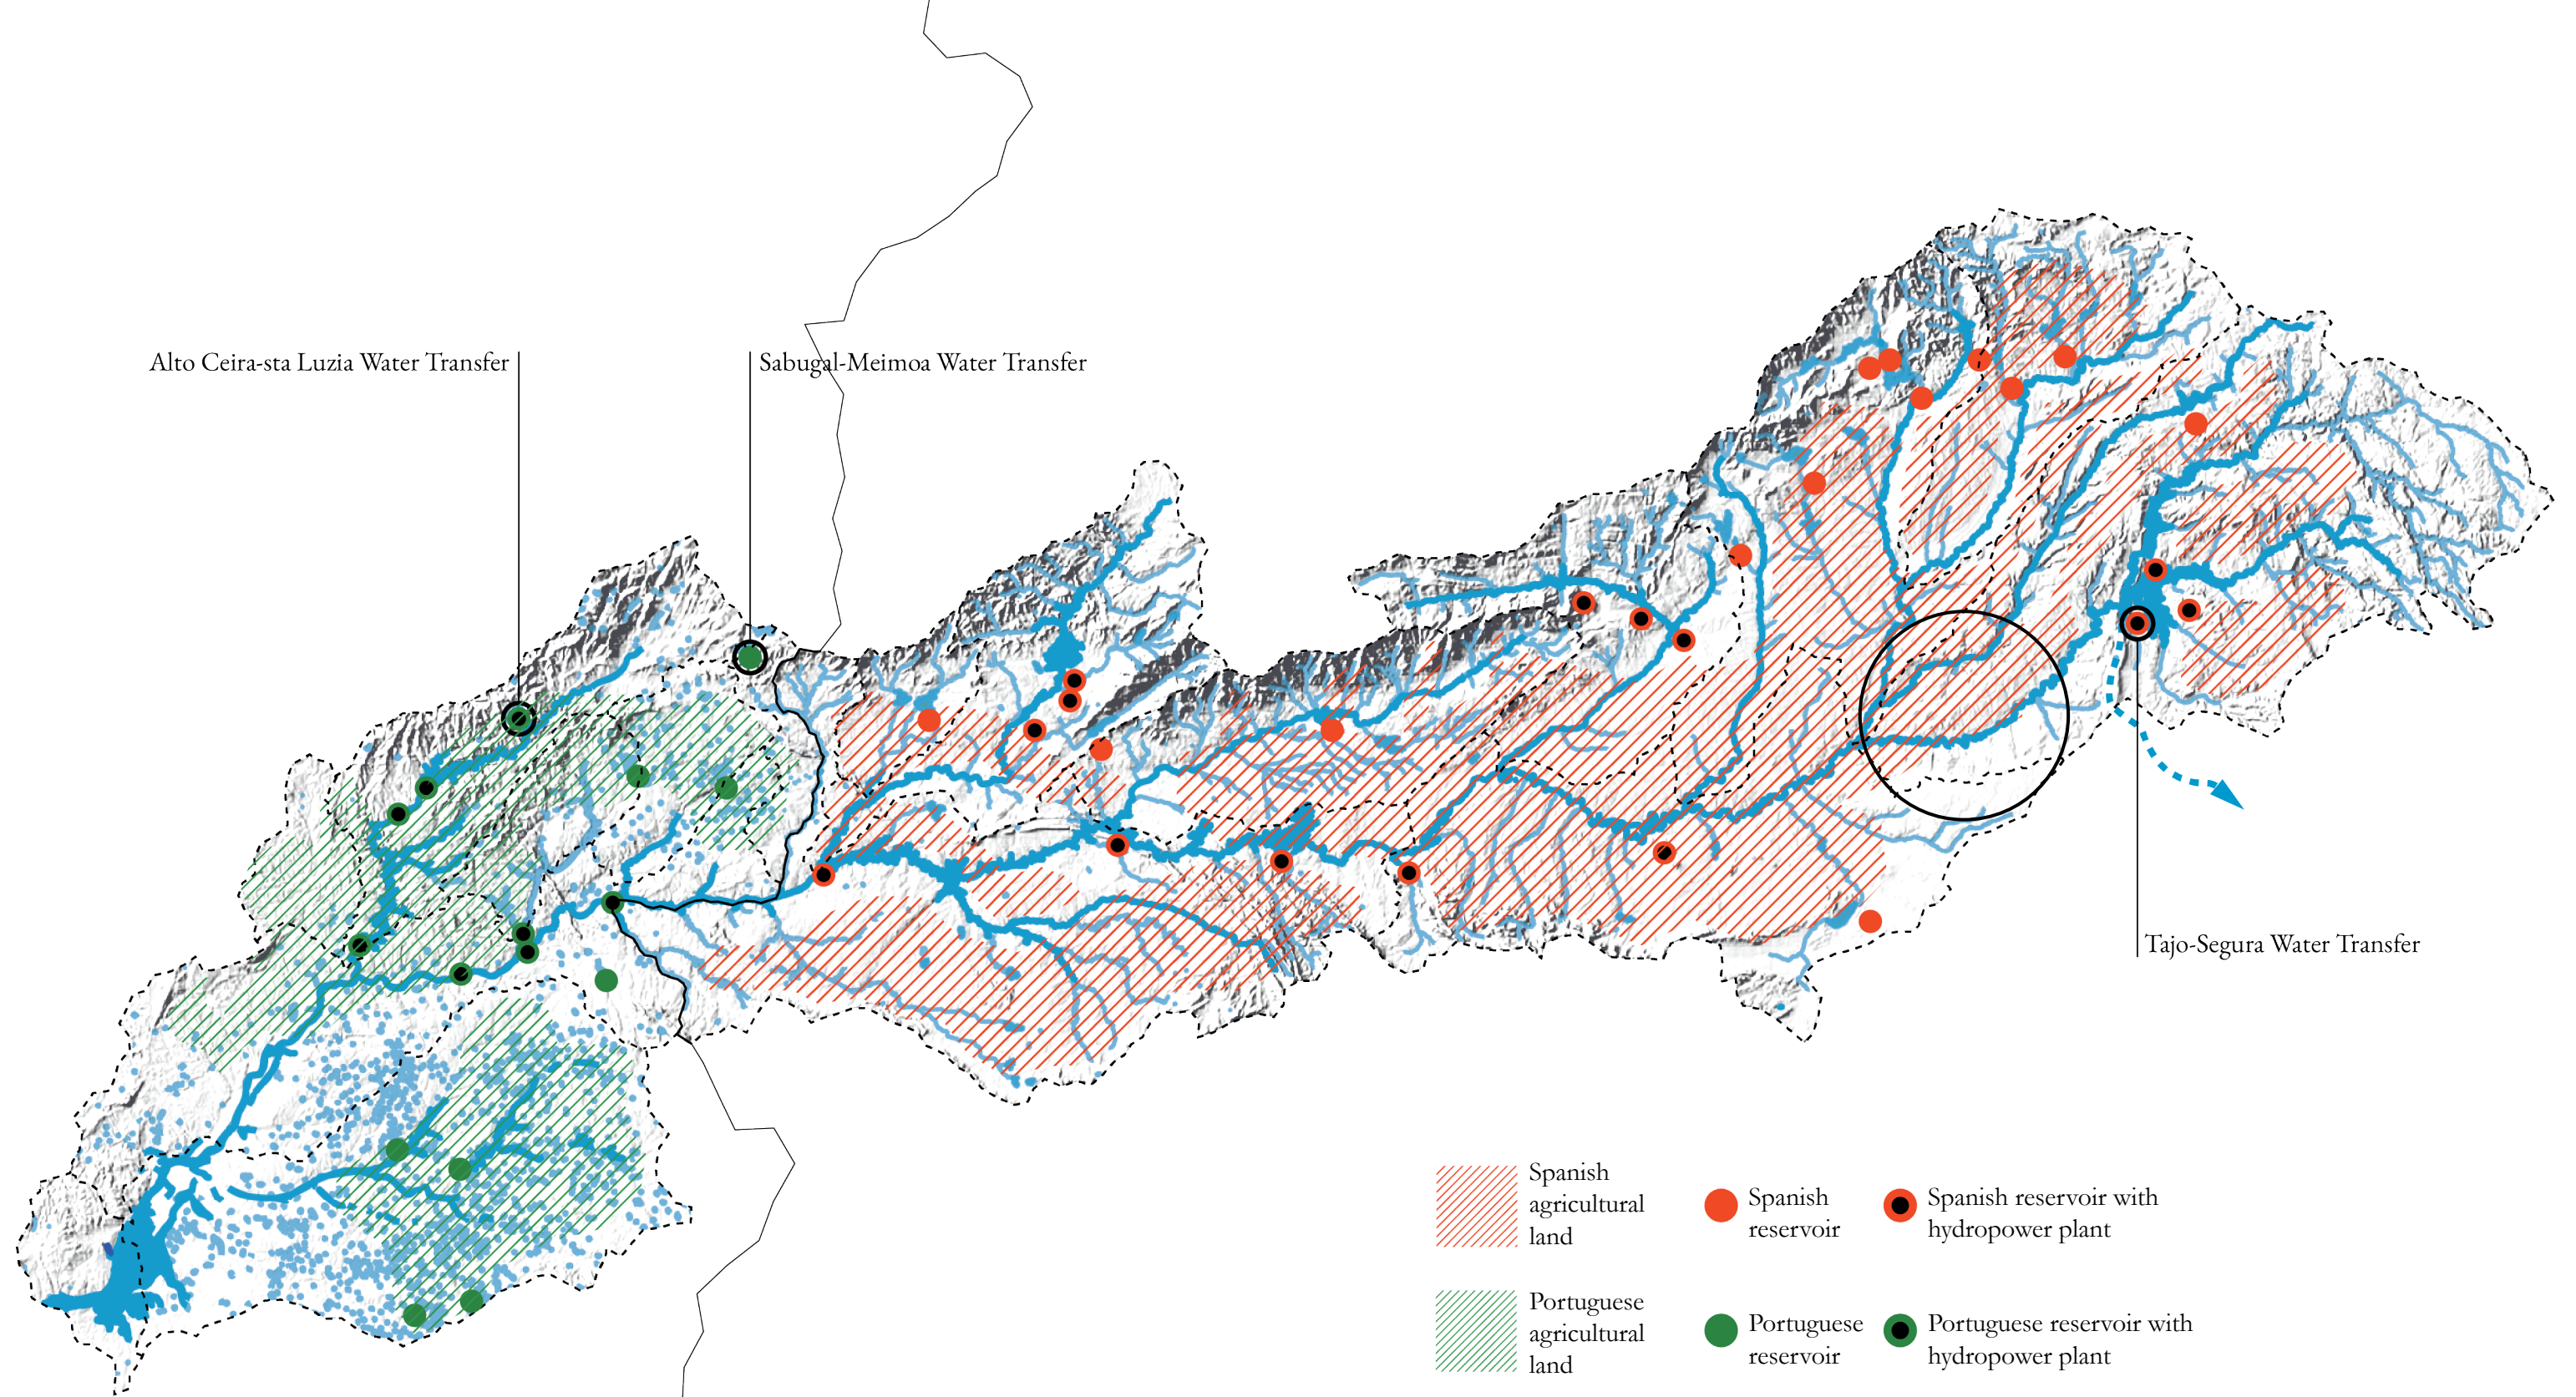 Alto Ceira-sta Luzia Water Transfer
Sabugal-Meimoa Water Transfer
Tajo-Segura Water Transfer
Spanish
agricultural
land
Spanish
reservoir
Spanish reservoir with
hydropower plant
Portuguese
agricultural
land
Portuguese
reservoir
Portuguese reservoir with
hydropower plant